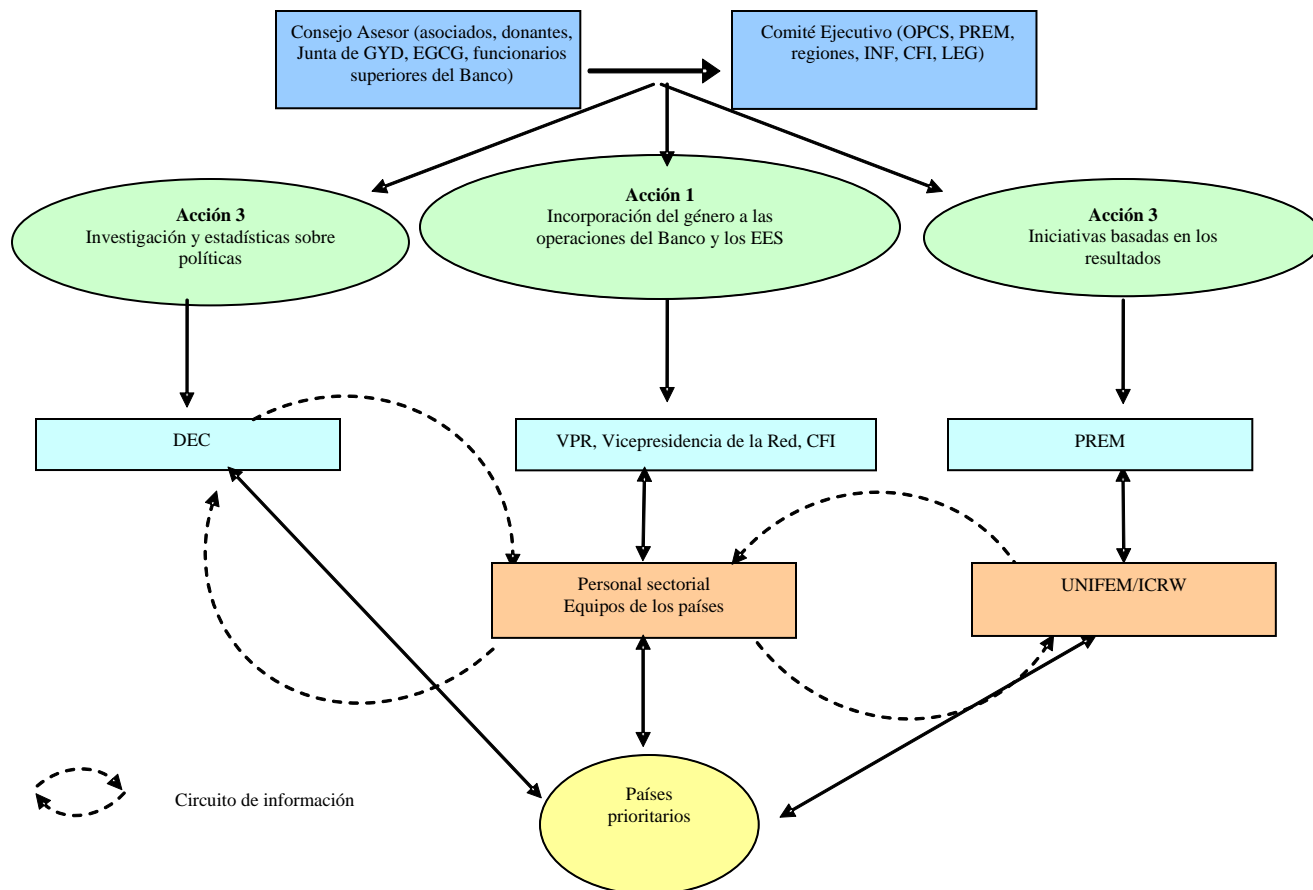 Consejo Asesor (asociados, donantes,
Junta de GYD, EGCG, funcionarios
superiores del Banco)
Comité Ejecutivo (OPCS, PREM,
regiones, INF, CFI, LEG)
Acción 3
Investigación y estadísticas sobre
políticas
Acción 1
Incorporación del género a las
operaciones del Banco y los EES
Acción 3
Iniciativas basadas en los
resultados
DEC
VPR, Vicepresidencia de la Red, CFI
PREM
Personal sectorial
Equipos de los países
UNIFEM/ICRW
Países
prioritarios
Circuito de información